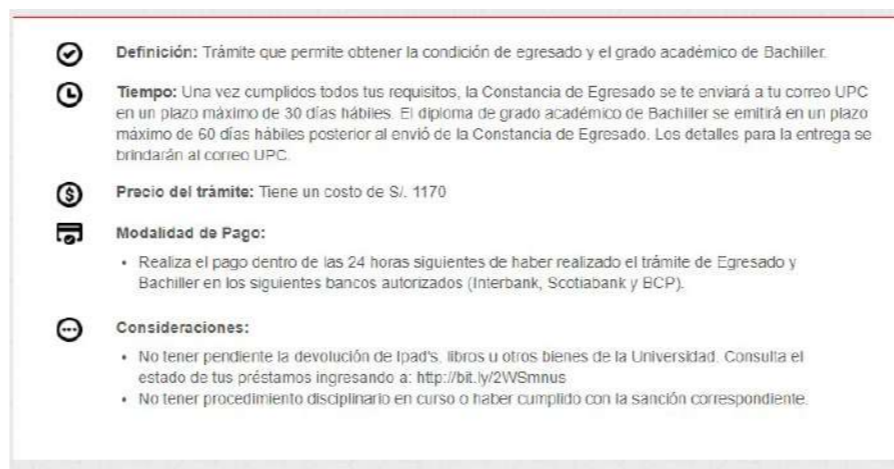 Definición: Trámite que permite obtener la condición de egresado y el grado académico de Bachiller.
Tiempo: Una vez cumplidos todos tus requisitos, la Constancia de Egresado se te enviará a tu correo UPC
en un plazo máximo de 30 días hábiles. El diploma de grado académico de Bachiller se emitirá en un plazo
máximo de 60 días hábiles posterior al envió de la Constancia de Egresado. Los detalles para la entrega se
brindarán al correo UPC.
Precio del trámite: Tiene un costo de S/. 1170
Modalidad de Pago:
• Realiza el pago dentro de las 24 horas siguientes de haber realizado el trámite de Egresado y
Bachiller en los siguientes bancos autorizados (Interbank, Scotiabank y BCP).
Consideraciones:
• No tener pendiente la devolución de Ipad's, libros u otros bienes de la Universidad. Consulta el
estado de tus préstamos ingresando a: http://bit.ly/2WSmnus
• No tener procedimiento disciplinario en curso o haber cumplido con la sanción correspondiente.